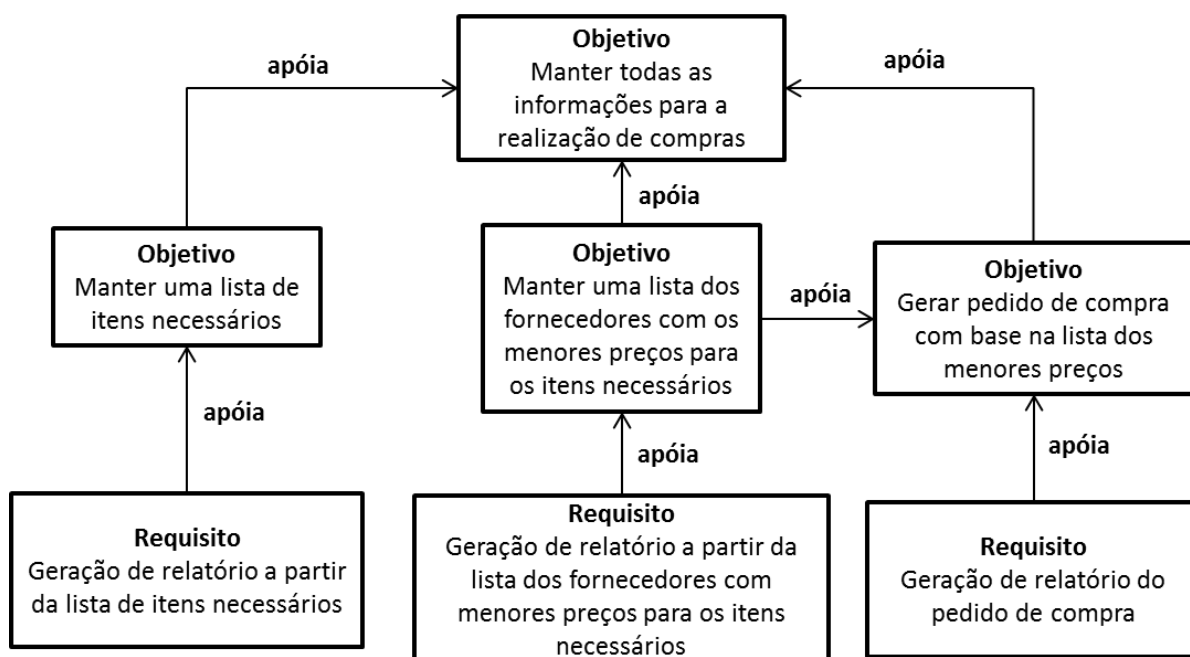 Objetivo
Manter todas as
informações para a
realização de compras
apóia
apóia
apóia
Objetivo
Manter uma lista de
itens necessários
Objetivo
Manter uma lista dos
fornecedores com os
menores preços para
os itens necessários
apóia
Objetivo
Gerar pedido de compra
com base na lista dos
menores preços
apóia
apóia
apóia
Requisito
Geração de relatório a partir
da lista de itens necessários
Requisito
Geração de relatório a partir da
lista dos fornecedores com
menores preços para os itens
necessários
Requisito
Geração de relatório do
pedido de compra